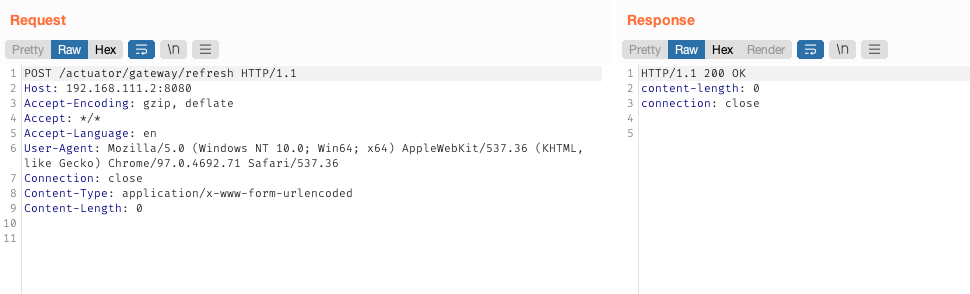 Request
Pretty Raw Hex \n
1 POST /actuator/gateway/refresh HTTP/1.1
2 Host: 192.168.111.2:8080
3 Accept-Encoding: gzip, deflate
4 Accept: */*
5 Accept-Language: en
6 User-Agent: Mozilla/5.0 (Windows NT 10.0; Win64; x64) AppleWebKit/537.36 (KHTML,
like Gecko) Chrome/97.0.4692.71 Safari/537.36
7 Connection: close
8 Content-Type: application/x-www-form-urlencoded
9 Content-Length: 0
10
11
Response
Pretty Raw Hex Render \n
1 HTTP/1.1 200 OK
2 content-length: 0
3 connection: close
4
5